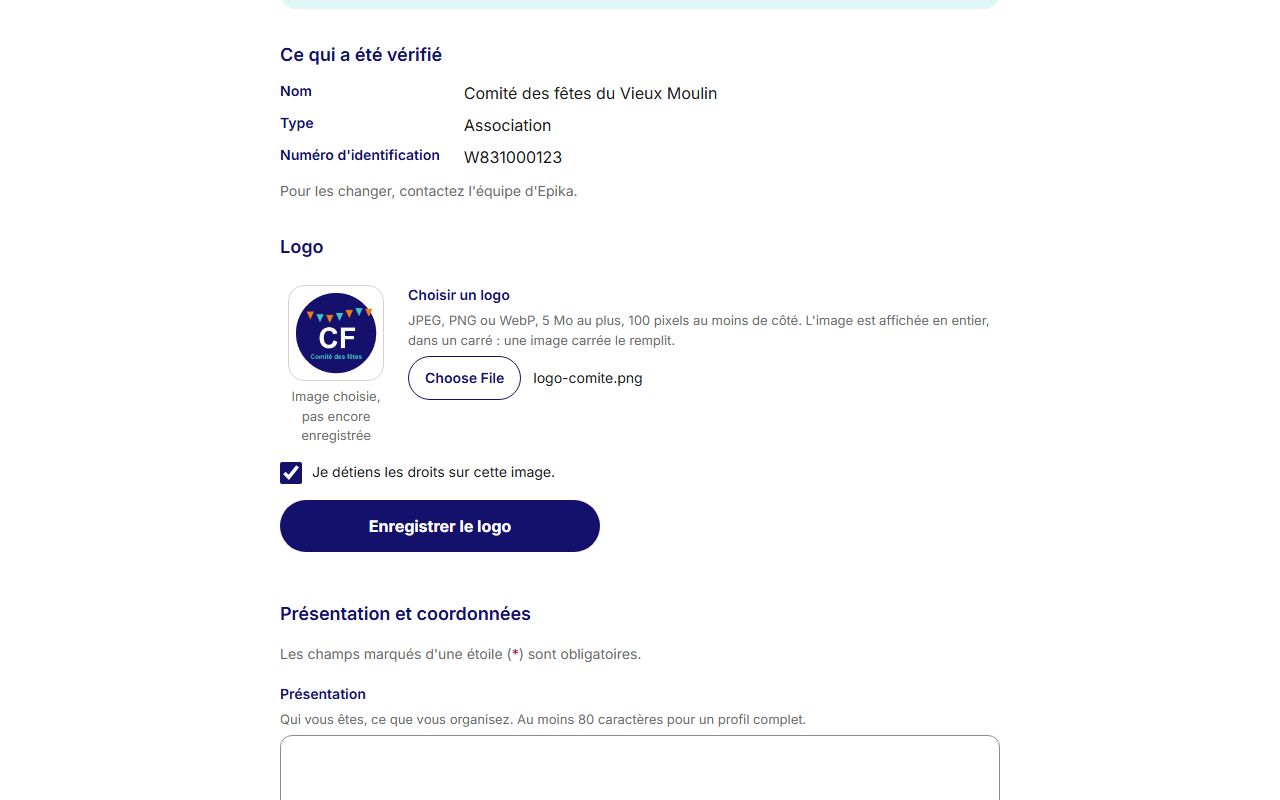 Ce qui a été vérifié
Nom
Comité des fêtes du Vieux Moulin
Type
Association
Numéro d'identification
W831000123
Pour les changer, contactez l'équipe d'Epika.
Logo
CF
Comité des fêtes
Image choisie,
pas encore
enregistrée
Choisir un logo
JPEG, PNG ou WebP, 5 Mo au plus, 100 pixels au moins de côté. L'image est affichée en entier,
dans un carré : une image carrée le remplit.
Choose File
logo-comite.png
Je détiens les droits sur cette image.
Enregistrer le logo
Présentation et coordonnées
Les champs marqués d'une étoile (*) sont obligatoires.
Présentation
Qui vous êtes, ce que vous organisez. Au moins 80 caractères pour un profil complet.